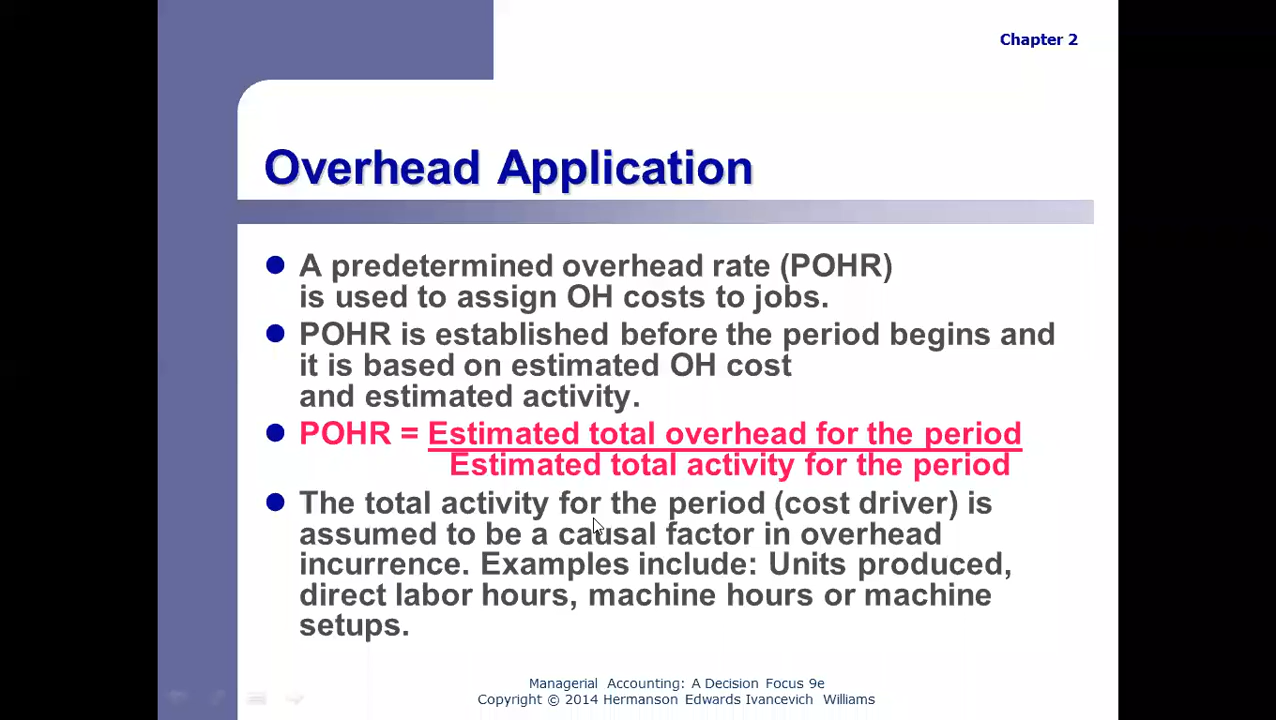 Chapter 2
Overhead Application
A predetermined overhead rate (POHR)
is used to assign OH costs to jobs.
POHR is established before the period begins and
it is based on estimated OH cost
and estimated activity.
POHR = Estimated total overhead for the period
Estimated total activity for the period
The total activity for the period (cost driver) is
assumed to be a causal factor in overhead
incurrence. Examples include: Units produced,
direct labor hours, machine hours or machine
setups.
Managerial Accounting: A Decision Focus 9e
Copyright © 2014 Hermanson Edwards Ivancevich Williams